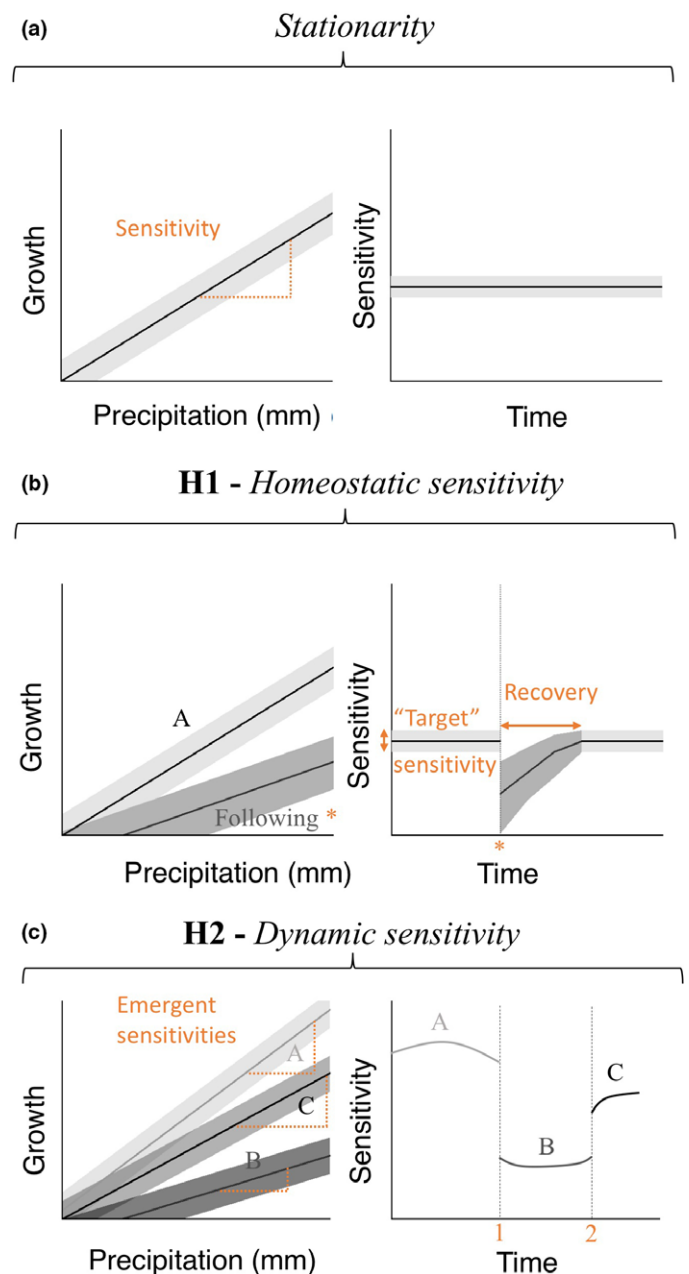 (a)
Stationarity
Growth
Sensitivity
Precipitation (mm)
Sensitivity
Time
(b)
H1 - Homeostatic sensitivity
Growth
A
Following *
Precipitation (mm)
Sensitivity
"Target"
sensitivity
Recovery
*
Time
(c)
H2 - Dynamic sensitivity
Growth
Emergent
sensitivities
A
C
B
Precipitation (mm)
Sensitivity
A
B
C
1
2
Time